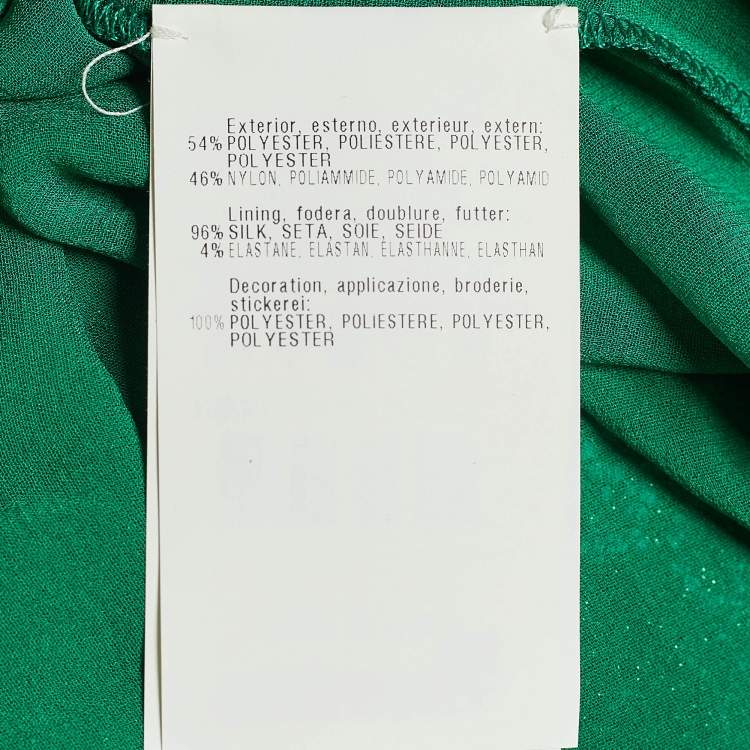 Exterior, esterno, exterieur, extern:
54% POLYESTER, POLIESTERE, POLYESTER,
POLYESTER
46% NYLON, POLIAMMIDE, POLYAMIDE, POLYAMID
Lining, fodera, doublure, futter:
96% SILK, SETA, SOIE, SEIDE
4% ELASTANE, ELASTAN, ELASTHANNE, ELASTHAN
Decoration, applicazione, broderie,
stickerei:
100% POLYESTER, POLIESTERE, POLYESTER,
POLYESTER